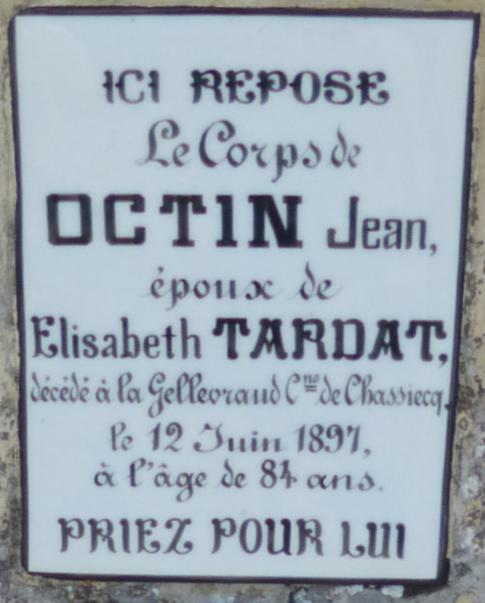 ICI REPOSE
Le Corps de
OCTIN Jean,
époux de
Elisabeth TARDAT,
décédé à la Gelleoraud Cne de Chassiecq,
le 12 Juin 1897,
à l'âge de 84 ans.
PRIEZ POUR LUI